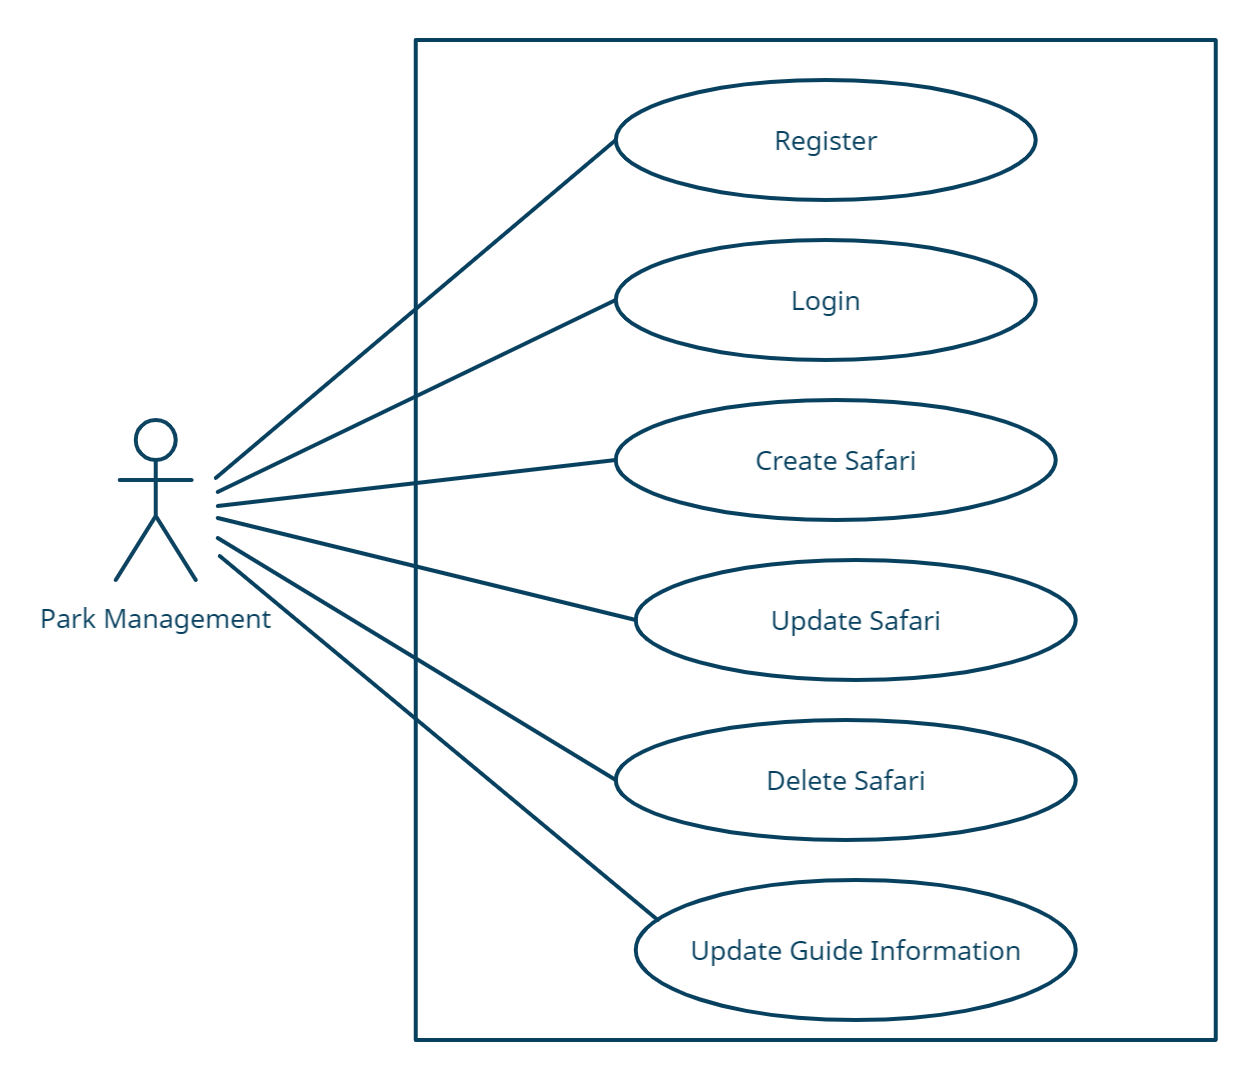 Register
Login
Create Safari
Update Safari
Park Management
Delete Safari
Update Guide Information